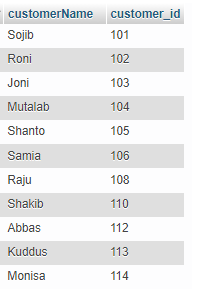 customerName customer_id
Sojib 101
Roni 102
Joni 103
Mutalab 104
Shanto 105
Samia 106
Raju 108
Shakib 110
Abbas 112
Kuddus 113
Monisa 114